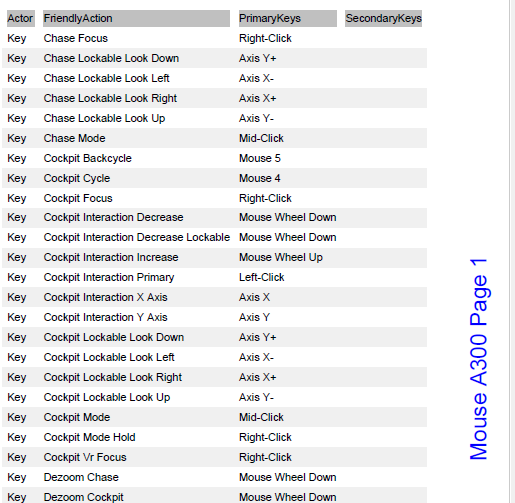 Actor FriendlyAction PrimaryKeys SecondaryKeys
Key Chase Focus Right-Click
Key Chase Lockable Look Down Axis Y+
Key Chase Lockable Look Left Axis X-
Key Chase Lockable Look Right Axis X+
Key Chase Lockable Look Up Axis Y-
Key Chase Mode Mid-Click
Key Cockpit Backcycle Mouse 5
Key Cockpit Cycle Mouse 4
Key Cockpit Focus Right-Click
Key Cockpit Interaction Decrease Mouse Wheel Down
Key Cockpit Interaction Decrease Lockable Mouse Wheel Down
Key Cockpit Interaction Increase Mouse Wheel Up
Key Cockpit Interaction Primary Left-Click
Key Cockpit Interaction X Axis Axis X
Key Cockpit Interaction Y Axis Axis Y
Key Cockpit Lockable Look Down Axis Y+
Key Cockpit Lockable Look Left Axis X-
Key Cockpit Lockable Look Right Axis X+
Key Cockpit Lockable Look Up Axis Y-
Key Cockpit Mode Mid-Click
Key Cockpit Mode Hold Right-Click
Key Cockpit Vr Focus Right-Click
Key Dezoom Chase Mouse Wheel Down
Key Dezoom Cockpit Mouse Wheel Down
Mouse A300 Page 1